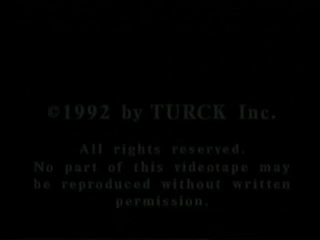 ©1992 by TURCK Inc.
All rights reserved.
No part of this videotape may
be reproduced without written
permission.